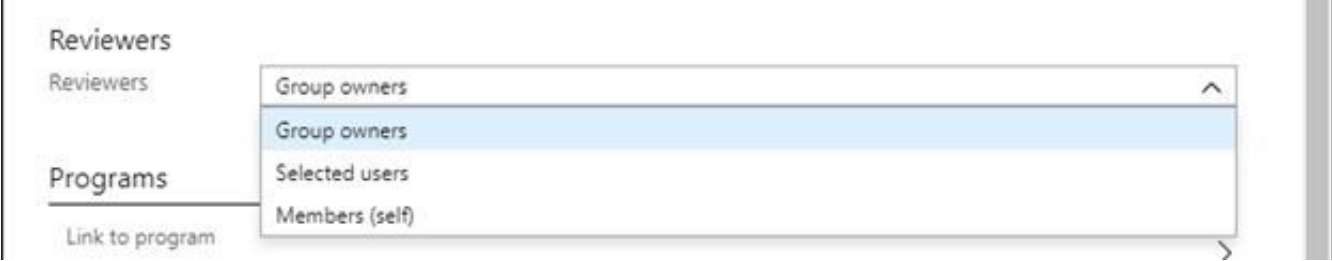 Reviewers
Reviewers
Group owners
Group owners
Selected users
Members (self)
Programs
Link to program